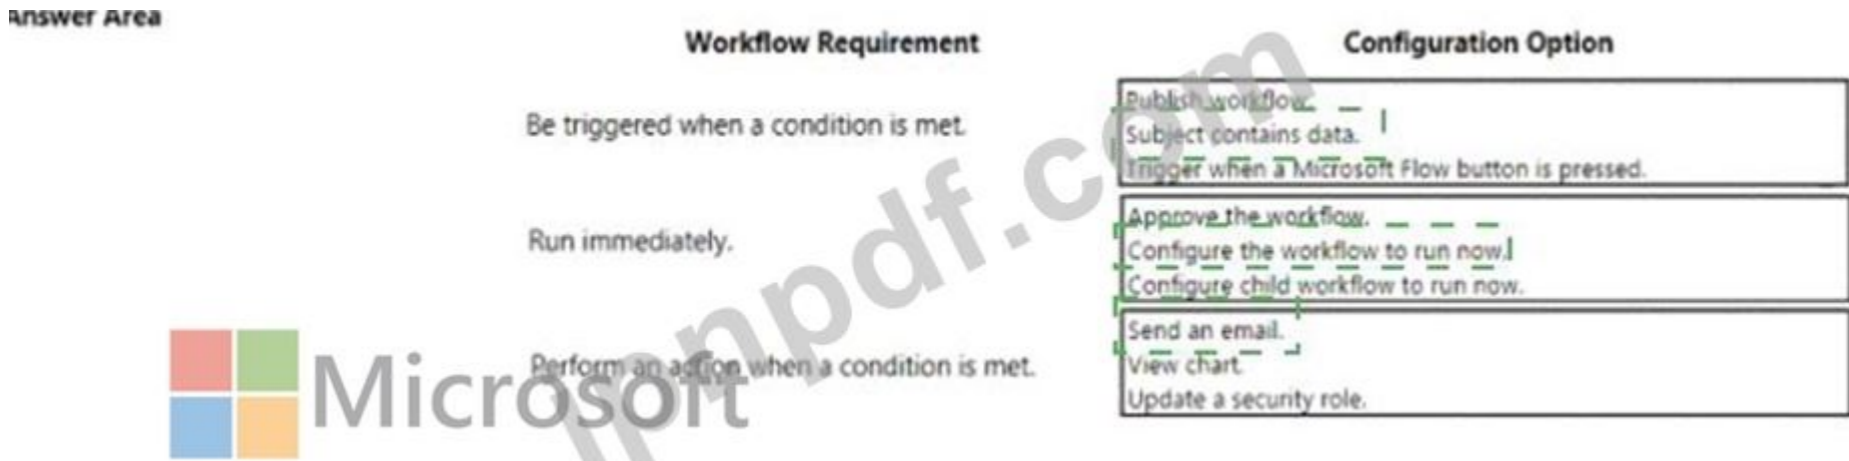 Answer Area
Workflow Requirement
Configuration Option
Be triggered when a condition is met.
Publish workflow.
Subject contains data.
Trigger when a Microsoft Flow button is pressed.
Run immediately.
Approve the workflow.
Configure the workflow to run now.
Configure child workflow to run now.
Perform an action when a condition is met.
Send an email.
View chart.
Update a security role.
Microsoft
jpnpdf.com